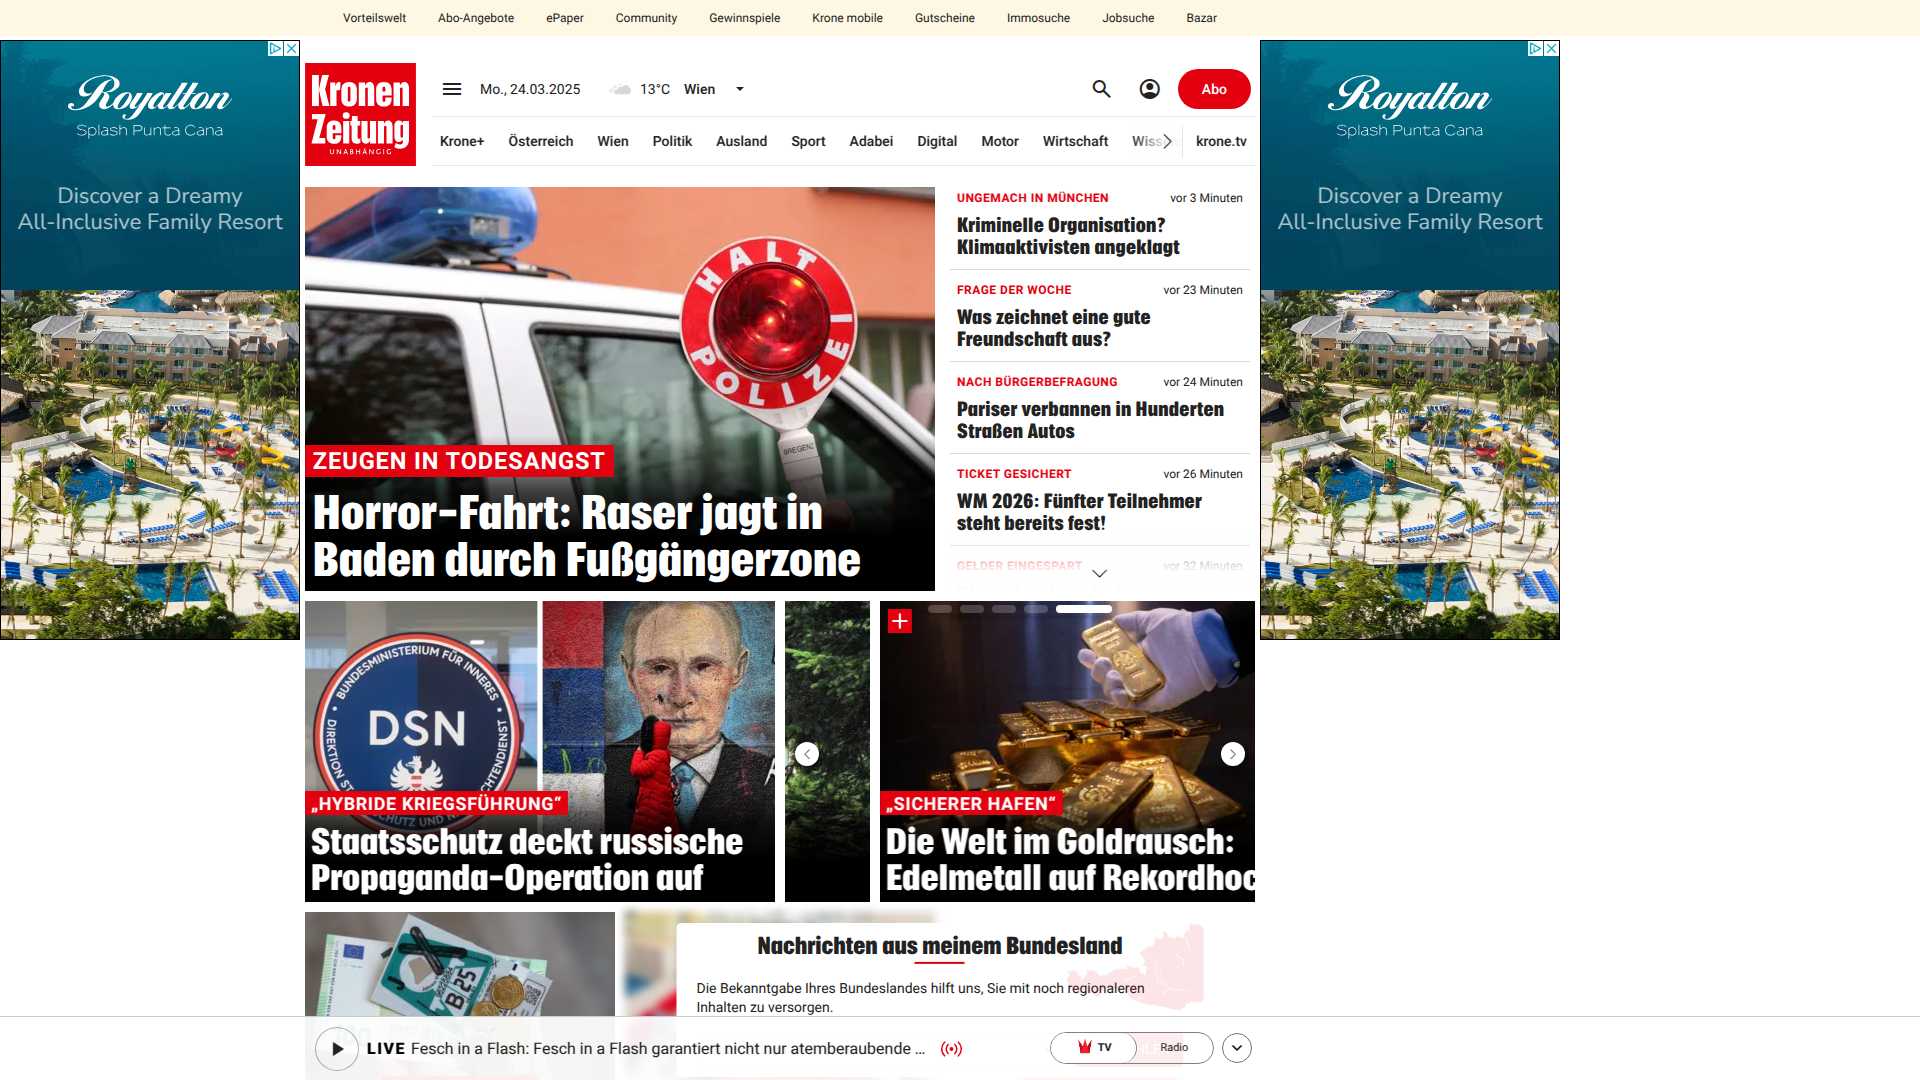 Vorteilswelt Abo-Angebote ePaper Community Gewinnspiele Krone mobile Gutscheine Immosuche Jobsuche Bazar
Royalton
Splash Punta Cana
Discover a Dreamy
All-Inclusive Family Resort
Kronen
Zeitung
UNABHÄNGIG
Mo., 24.03.2025 13°C Wien
Abo
Krone+ Österreich Wien Politik Ausland Sport Adabei Digital Motor Wirtschaft krone.tv
Royalton
Splash Punta Cana
Discover a Dreamy
All-Inclusive Family Resort
HALT
POLIZEI
BREGENZ
ZEUGEN IN TODESANGST
Horror-Fahrt: Raser jagt in
Baden durch Fußgängerzone
UNGEMACH IN MÜNCHEN vor 3 Minuten
Kriminelle Organisation?
Klimaaktivisten angeklagt
FRAGE DER WOCHE vor 23 Minuten
Was zeichnet eine gute
Freundschaft aus?
NACH BÜRGERBEFRAGUNG vor 24 Minuten
Pariser verbannen in Hunderten
Straßen Autos
TICKET GESICHERT vor 26 Minuten
WM 2026: Fünfter Teilnehmer
steht bereits fest!
GELDER EINGESPART vor 32 Minuten
BUNDESMINISTERIUM FÜR INNERES
DSN
„HYBRIDE KRIEGSFÜHRUNG“
Staatsschutz deckt russische
Propaganda-Operation auf
„SICHERER HAFEN“
Die Welt im Goldrausch:
Edelmetall auf Rekordhoc
B 25
Nachrichten aus meinem Bundesland
Die Bekanntgabe Ihres Bundeslandes hilft uns, Sie mit noch regionaleren
Inhalten zu versorgen.
LIVE Fesch in a Flash: Fesch in a Flash garantiert nicht nur atemberaubende ...
TV Radio